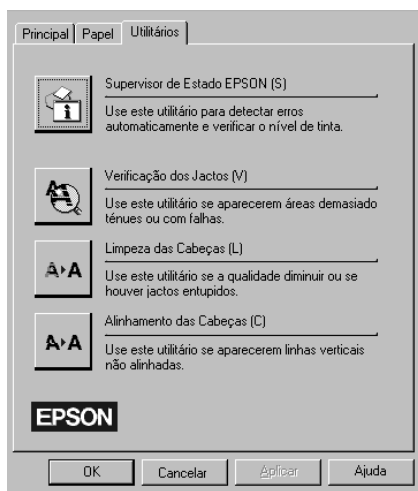 Principal Papel Utilitários
Supervisor de Estado EPSON (S)
Use este utilitário para detectar erros
automaticamente e verificar o nível de tinta.
Verificação dos Jactos (V)
Use este utilitário se aparecerem áreas demasiado
ténues ou com falhas.
Limpeza das Cabeças (L)
Use este utilitário se a qualidade diminuir ou se
houver jactos entupidos.
Alinhamento das Cabeças (C)
Use este utilitário se aparecerem linhas verticais
não alinhadas.
EPSON
OK Cancelar Aplicar Ajuda